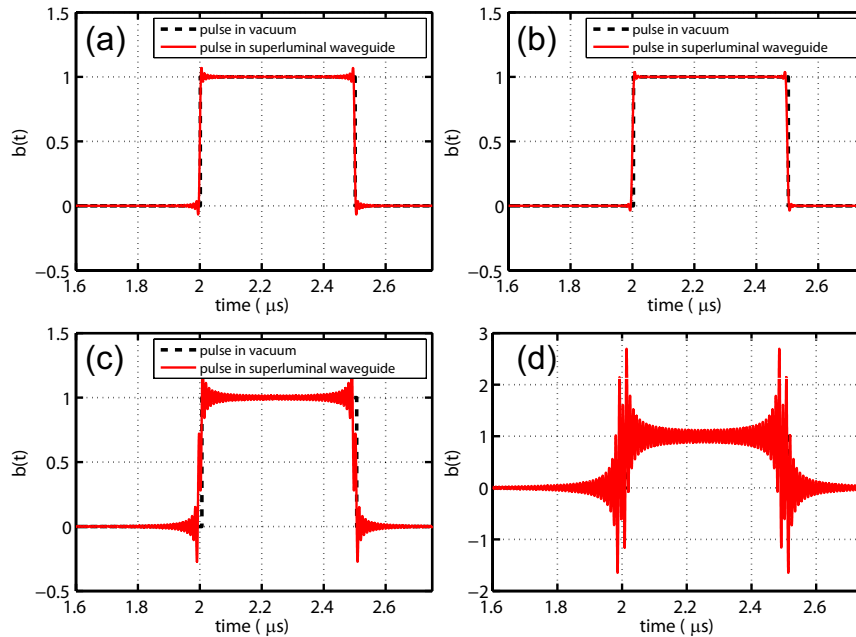 (a)
pulse in vacuum
pulse in superluminal waveguide
1.5
1
0.5
0
−0.5
b(t)
1.6 1.8 2 2.2 2.4 2.6
time ( μs)
(b)
pulse in vacuum
pulse in superluminal waveguide
1.5
1
0.5
0
−0.5
b(t)
1.6 1.8 2 2.2 2.4 2.6
time ( μs)
(c)
pulse in vacuum
pulse in superluminal waveguide
1.5
1
0.5
0
−0.5
b(t)
1.6 1.8 2 2.2 2.4 2.6
time ( μs)
(d)
3
2
1
0
−1
−2
b(t)
1.6 1.8 2 2.2 2.4 2.6
time ( μs)